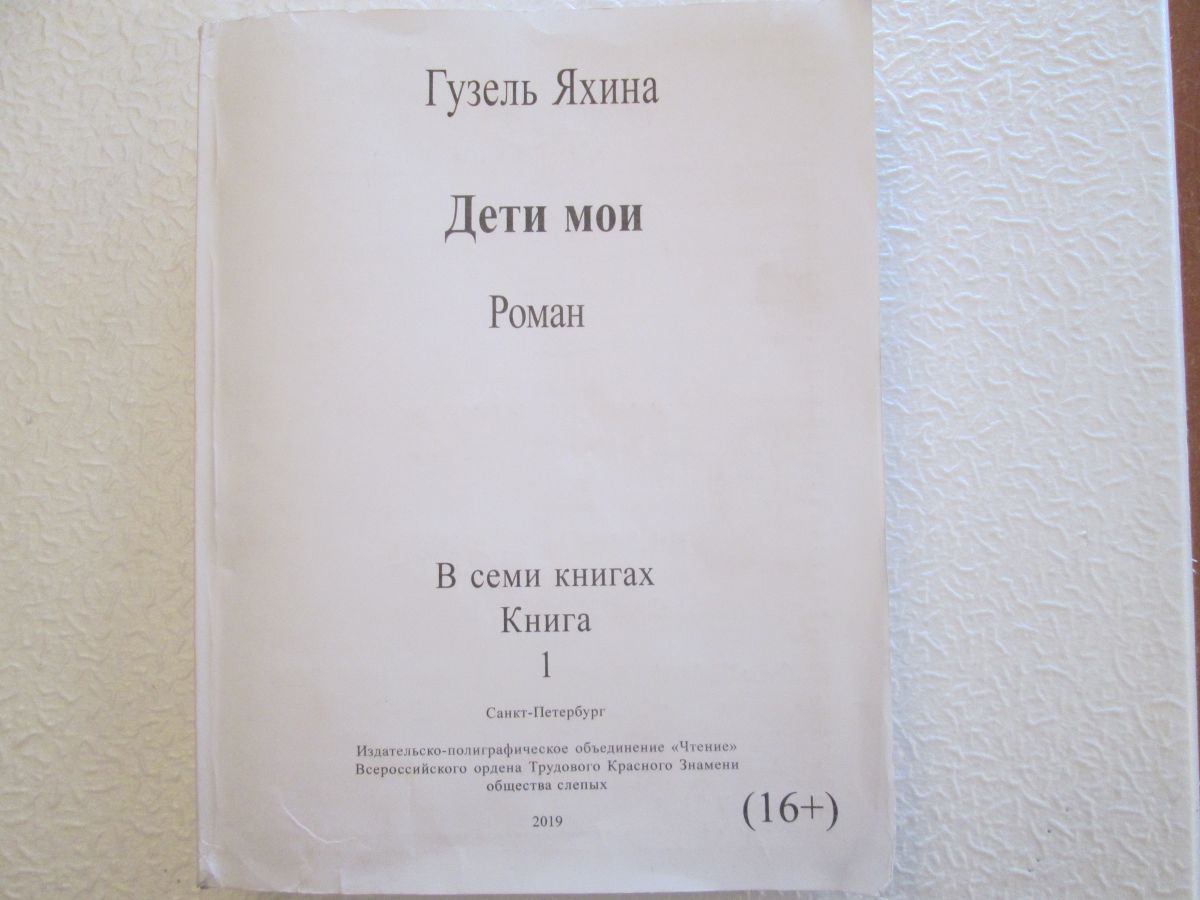 Гузель Яхина
Дети мои
Роман
В семи книгах
Книга
1
Санкт-Петербург
Издательско-полиграфическое объединение «Чтение»
Всероссийского ордена Трудового Красного Знамени
общества слепых
2019
(16+)